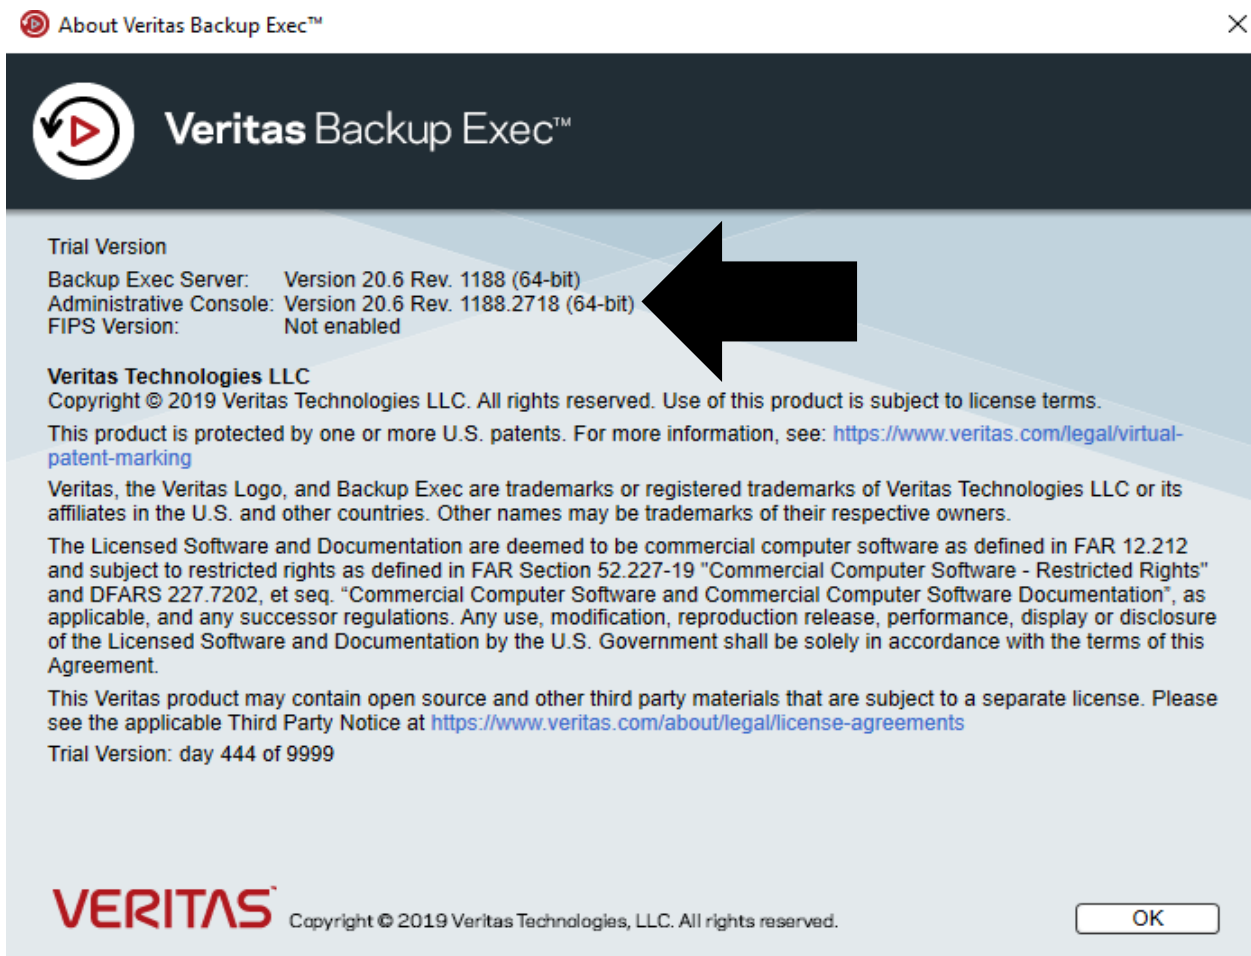 About Veritas Backup Exec™
Veritas Backup Exec™
Trial Version
Backup Exec Server: Version 20.6 Rev. 1188 (64-bit)
Administrative Console: Version 20.6 Rev. 1188.2718 (64-bit)
FIPS Version: Not enabled
Veritas Technologies LLC
Copyright © 2019 Veritas Technologies LLC. All rights reserved. Use of this product is subject to license terms.
This product is protected by one or more U.S. patents. For more information, see: https://www.veritas.com/legal/virtual-
patent-marking
Veritas, the Veritas Logo, and Backup Exec are trademarks or registered trademarks of Veritas Technologies LLC or its
affiliates in the U.S. and other countries. Other names may be trademarks of their respective owners.
The Licensed Software and Documentation are deemed to be commercial computer software as defined in FAR 12.212
and subject to restricted rights as defined in FAR Section 52.227-19 "Commercial Computer Software - Restricted Rights"
and DFARS 227.7202, et seq. “Commercial Computer Software and Commercial Computer Software Documentation”, as
applicable, and any successor regulations. Any use, modification, reproduction release, performance, display or disclosure
of the Licensed Software and Documentation by the U.S. Government shall be solely in accordance with the terms of this
Agreement.
This Veritas product may contain open source and other third party materials that are subject to a separate license. Please
see the applicable Third Party Notice at https://www.veritas.com/about/legal/license-agreements
Trial Version: day 444 of 9999
VERITAS™ Copyright © 2019 Veritas Technologies, LLC. All rights reserved.
OK